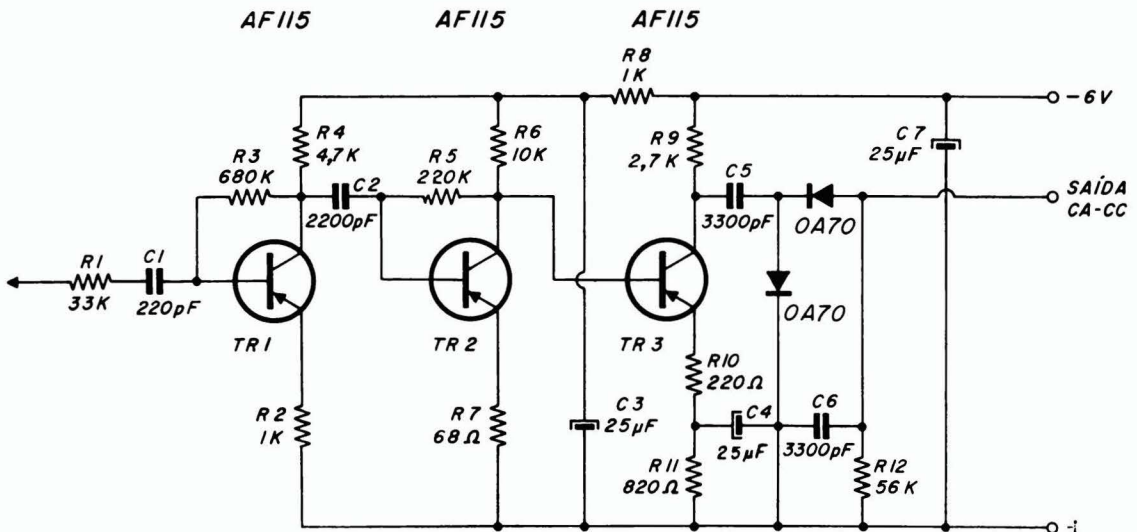 AF115
AF115
AF115
R8
1K
-6V
R4
4,7K
R6
10K
R9
2,7K
C7
25µF
R3
680K
C2
2200pF
R5
220K
C5
3300pF
OA70
SAÍDA
CA-CC
R1
33K
C1
220pF
OA70
TR1
TR2
TR3
R10
220Ω
R2
1K
R7
68Ω
C3
25µF
C4
25µF
C6
3300pF
R11
820Ω
R12
56K